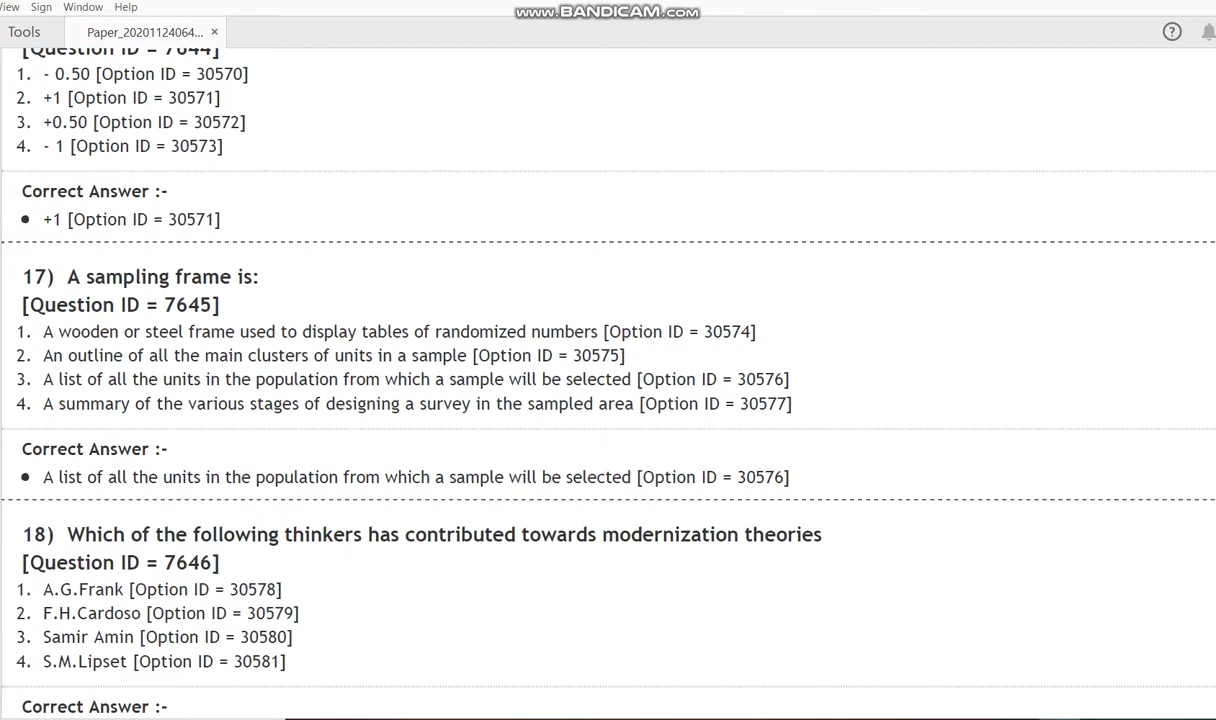 View Sign Window Help
www.BANDICAM.com
Tools Paper_20201124064... ×
[Question ID = 7644]
1. - 0.50 [Option ID = 30570]
2. +1 [Option ID = 30571]
3. +0.50 [Option ID = 30572]
4. - 1 [Option ID = 30573]
Correct Answer :-
• +1 [Option ID = 30571]
17) A sampling frame is:
[Question ID = 7645]
1. A wooden or steel frame used to display tables of randomized numbers [Option ID = 30574]
2. An outline of all the main clusters of units in a sample [Option ID = 30575]
3. A list of all the units in the population from which a sample will be selected [Option ID = 30576]
4. A summary of the various stages of designing a survey in the sampled area [Option ID = 30577]
Correct Answer :-
• A list of all the units in the population from which a sample will be selected [Option ID = 30576]
18) Which of the following thinkers has contributed towards modernization theories
[Question ID = 7646]
1. A.G.Frank [Option ID = 30578]
2. F.H.Cardoso [Option ID = 30579]
3. Samir Amin [Option ID = 30580]
4. S.M.Lipset [Option ID = 30581]
Correct Answer :-